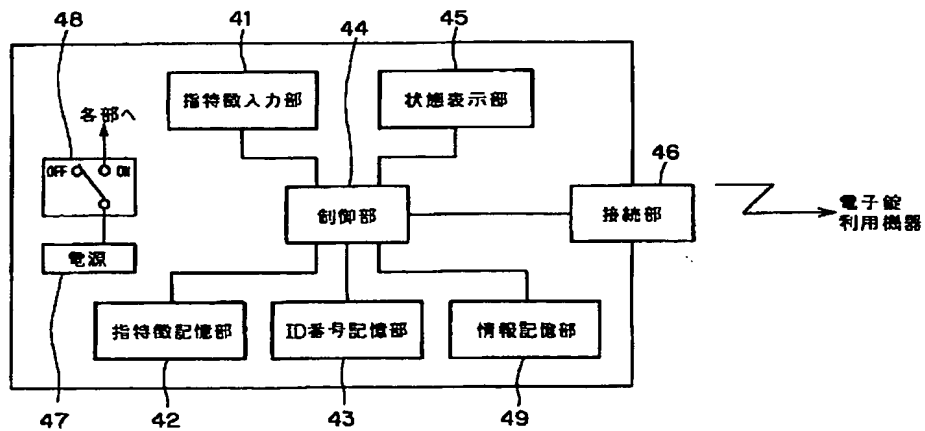 48
41
44
45
指特徴入力部
状態表示部
各部へ
OFF
ON
46
制御部
接続部
電子錠
利用機器
電源
指特徴記憶部
ID番号記憶部
情報記憶部
47
42
43
49